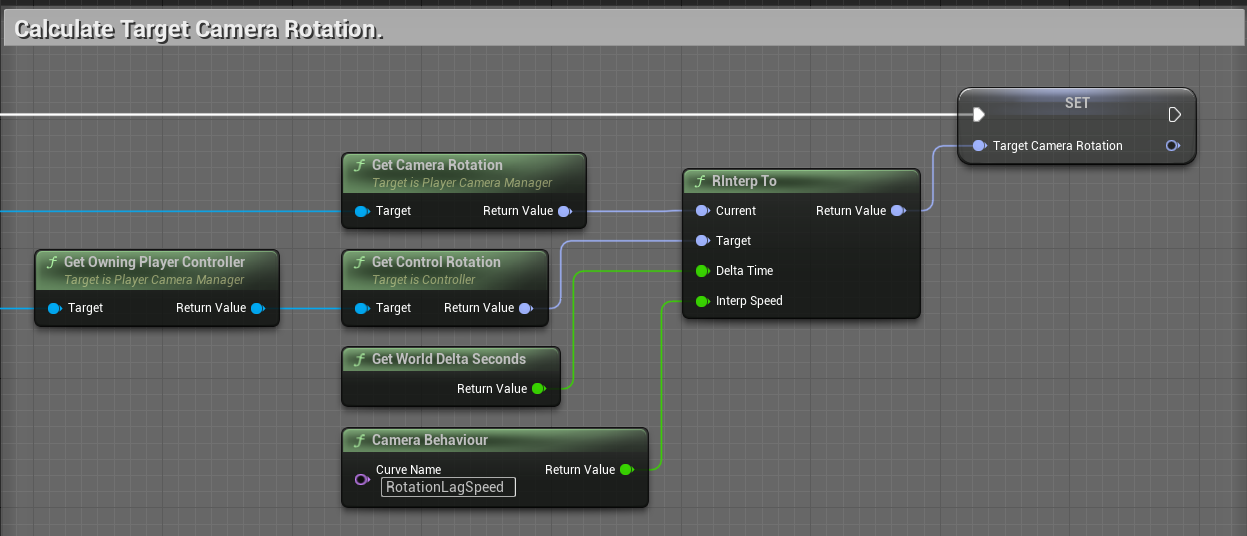 Calculate Target Camera Rotation.
SET
Target Camera Rotation
Get Camera Rotation
Target is Player Camera Manager
Target Return Value
RInterp To
Current Return Value
Target
Delta Time
Interp Speed
Get Owning Player Controller
Target is Player Camera Manager
Target Return Value
Get Control Rotation
Target is Controller
Target Return Value
Get World Delta Seconds
Return Value
Camera Behaviour
Curve Name Return Value
RotationLagSpeed